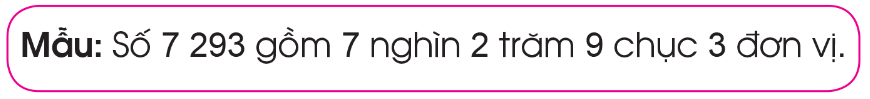 Mẫu: Số 7 293 gồm 7 nghìn 2 trăm 9 chục 3 đơn vị.